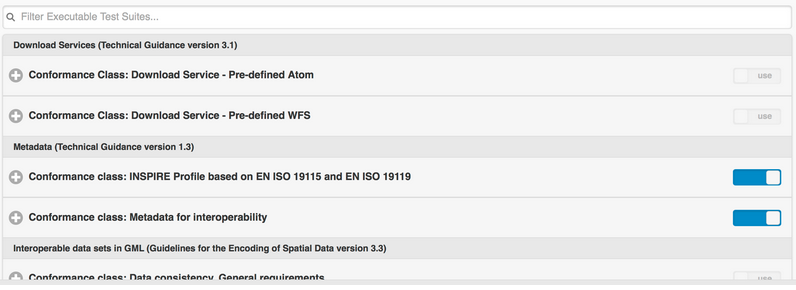 Filter Executable Test Suites...
Download Services (Technical Guidance version 3.1)
Conformance Class: Download Service - Pre-defined Atom
use
Conformance Class: Download Service - Pre-defined WFS
use
Metadata (Technical Guidance version 1.3)
Conformance class: INSPIRE Profile based on EN ISO 19115 and EN ISO 19119
Conformance class: Metadata for interoperability
Interoperable data sets in GML (Guidelines for the Encoding of Spatial Data version 3.3)
Conformance class: Data consistency, General requirements
use